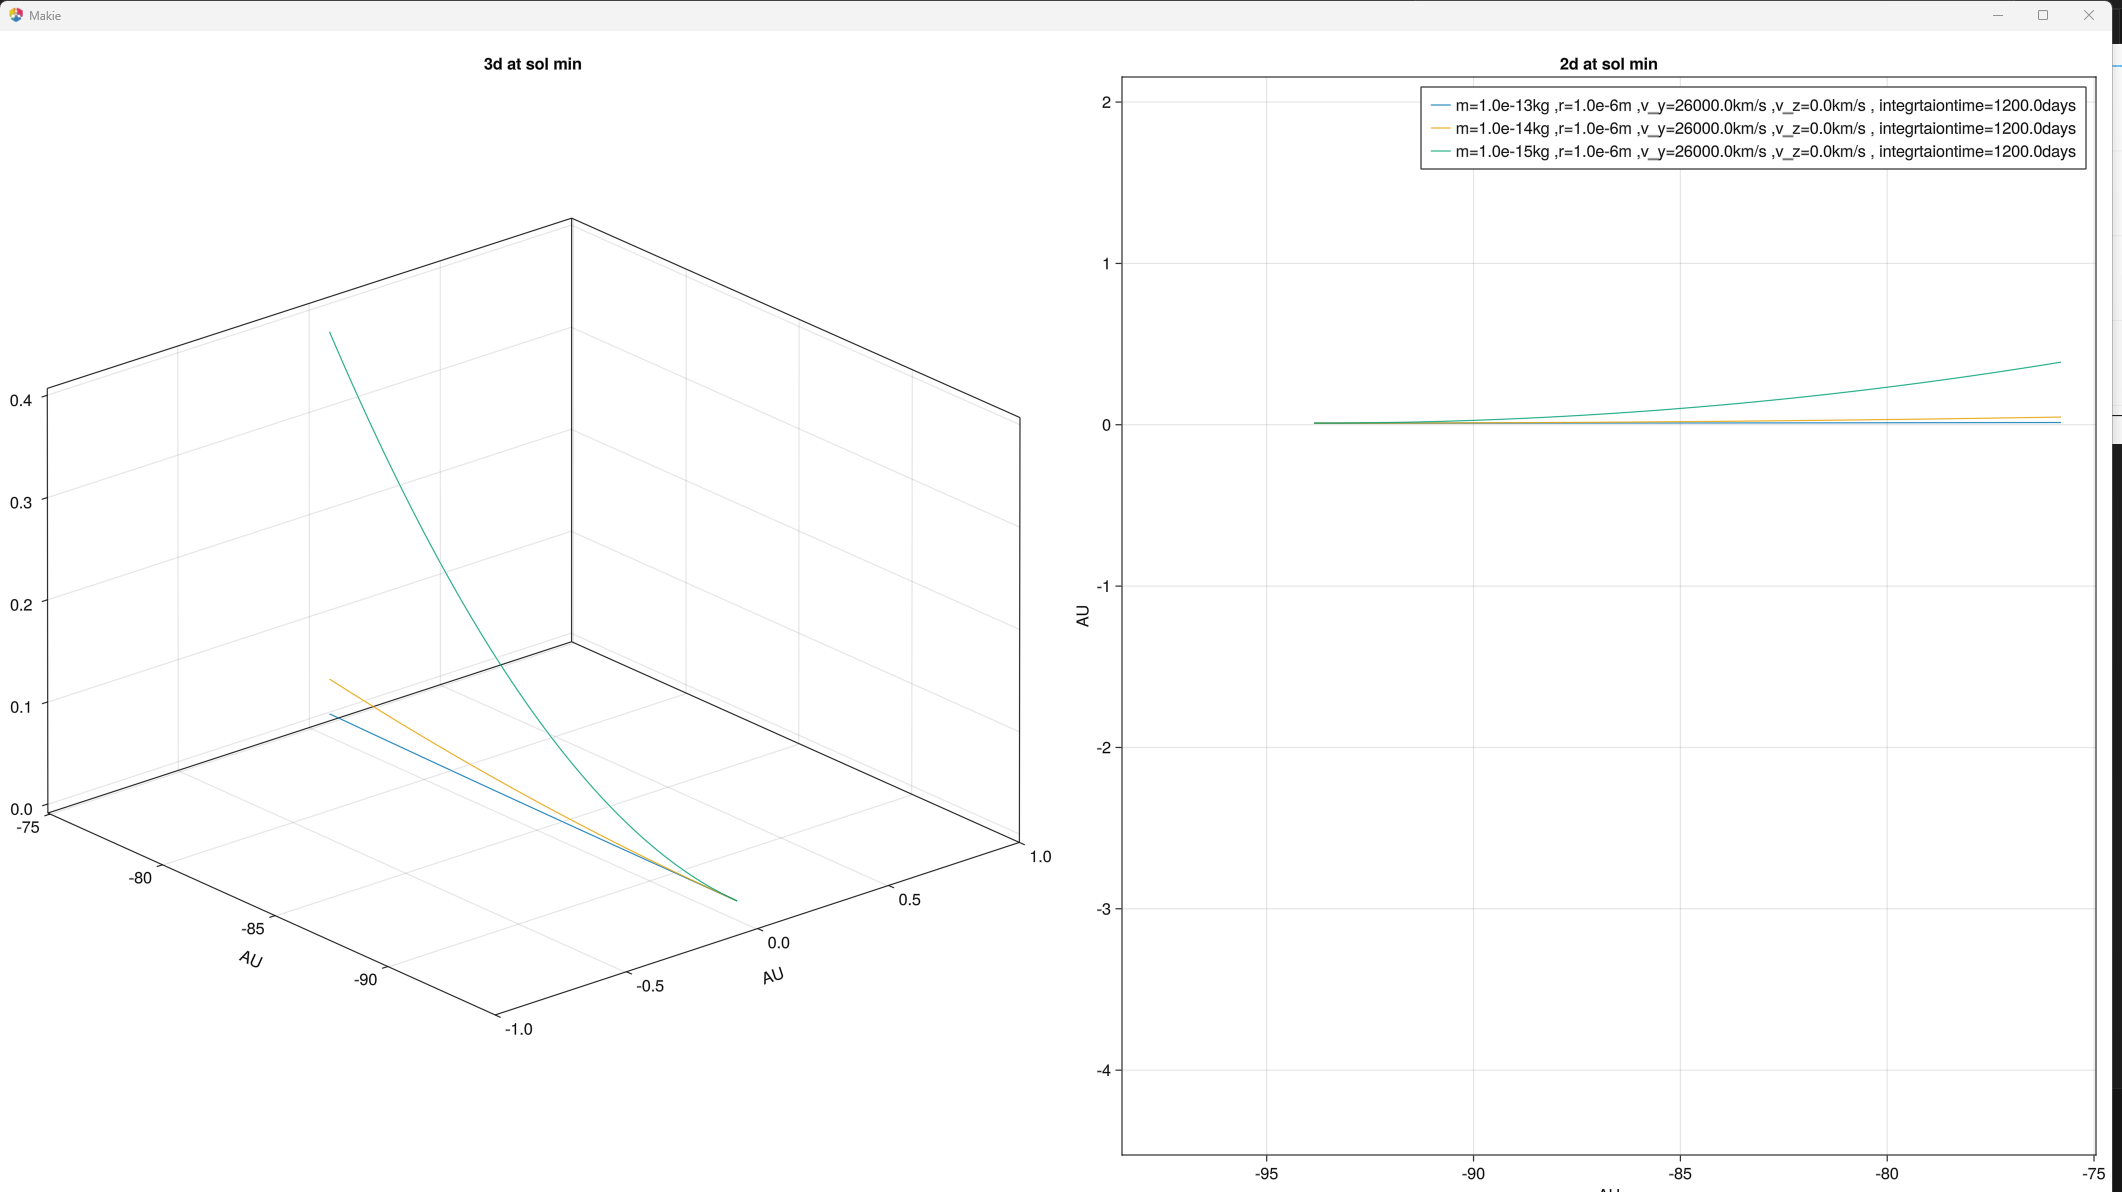 Makie
3d at sol min
0.4
0.3
0.2
0.1
0.0
-75
-80
-85
-90
AU
-1.0
-0.5
0.0
0.5
1.0
AU
2d at sol min
m=1.0e-13kg ,r=1.0e-6m ,v_y=26000.0km/s ,v_z=0.0km/s , integrtaiontime=1200.0days
m=1.0e-14kg ,r=1.0e-6m ,v_y=26000.0km/s ,v_z=0.0km/s , integrtaiontime=1200.0days
m=1.0e-15kg ,r=1.0e-6m ,v_y=26000.0km/s ,v_z=0.0km/s , integrtaiontime=1200.0days
2
1
0
-1
-2
-3
-4
AU
-95
-90
-85
-80
-75